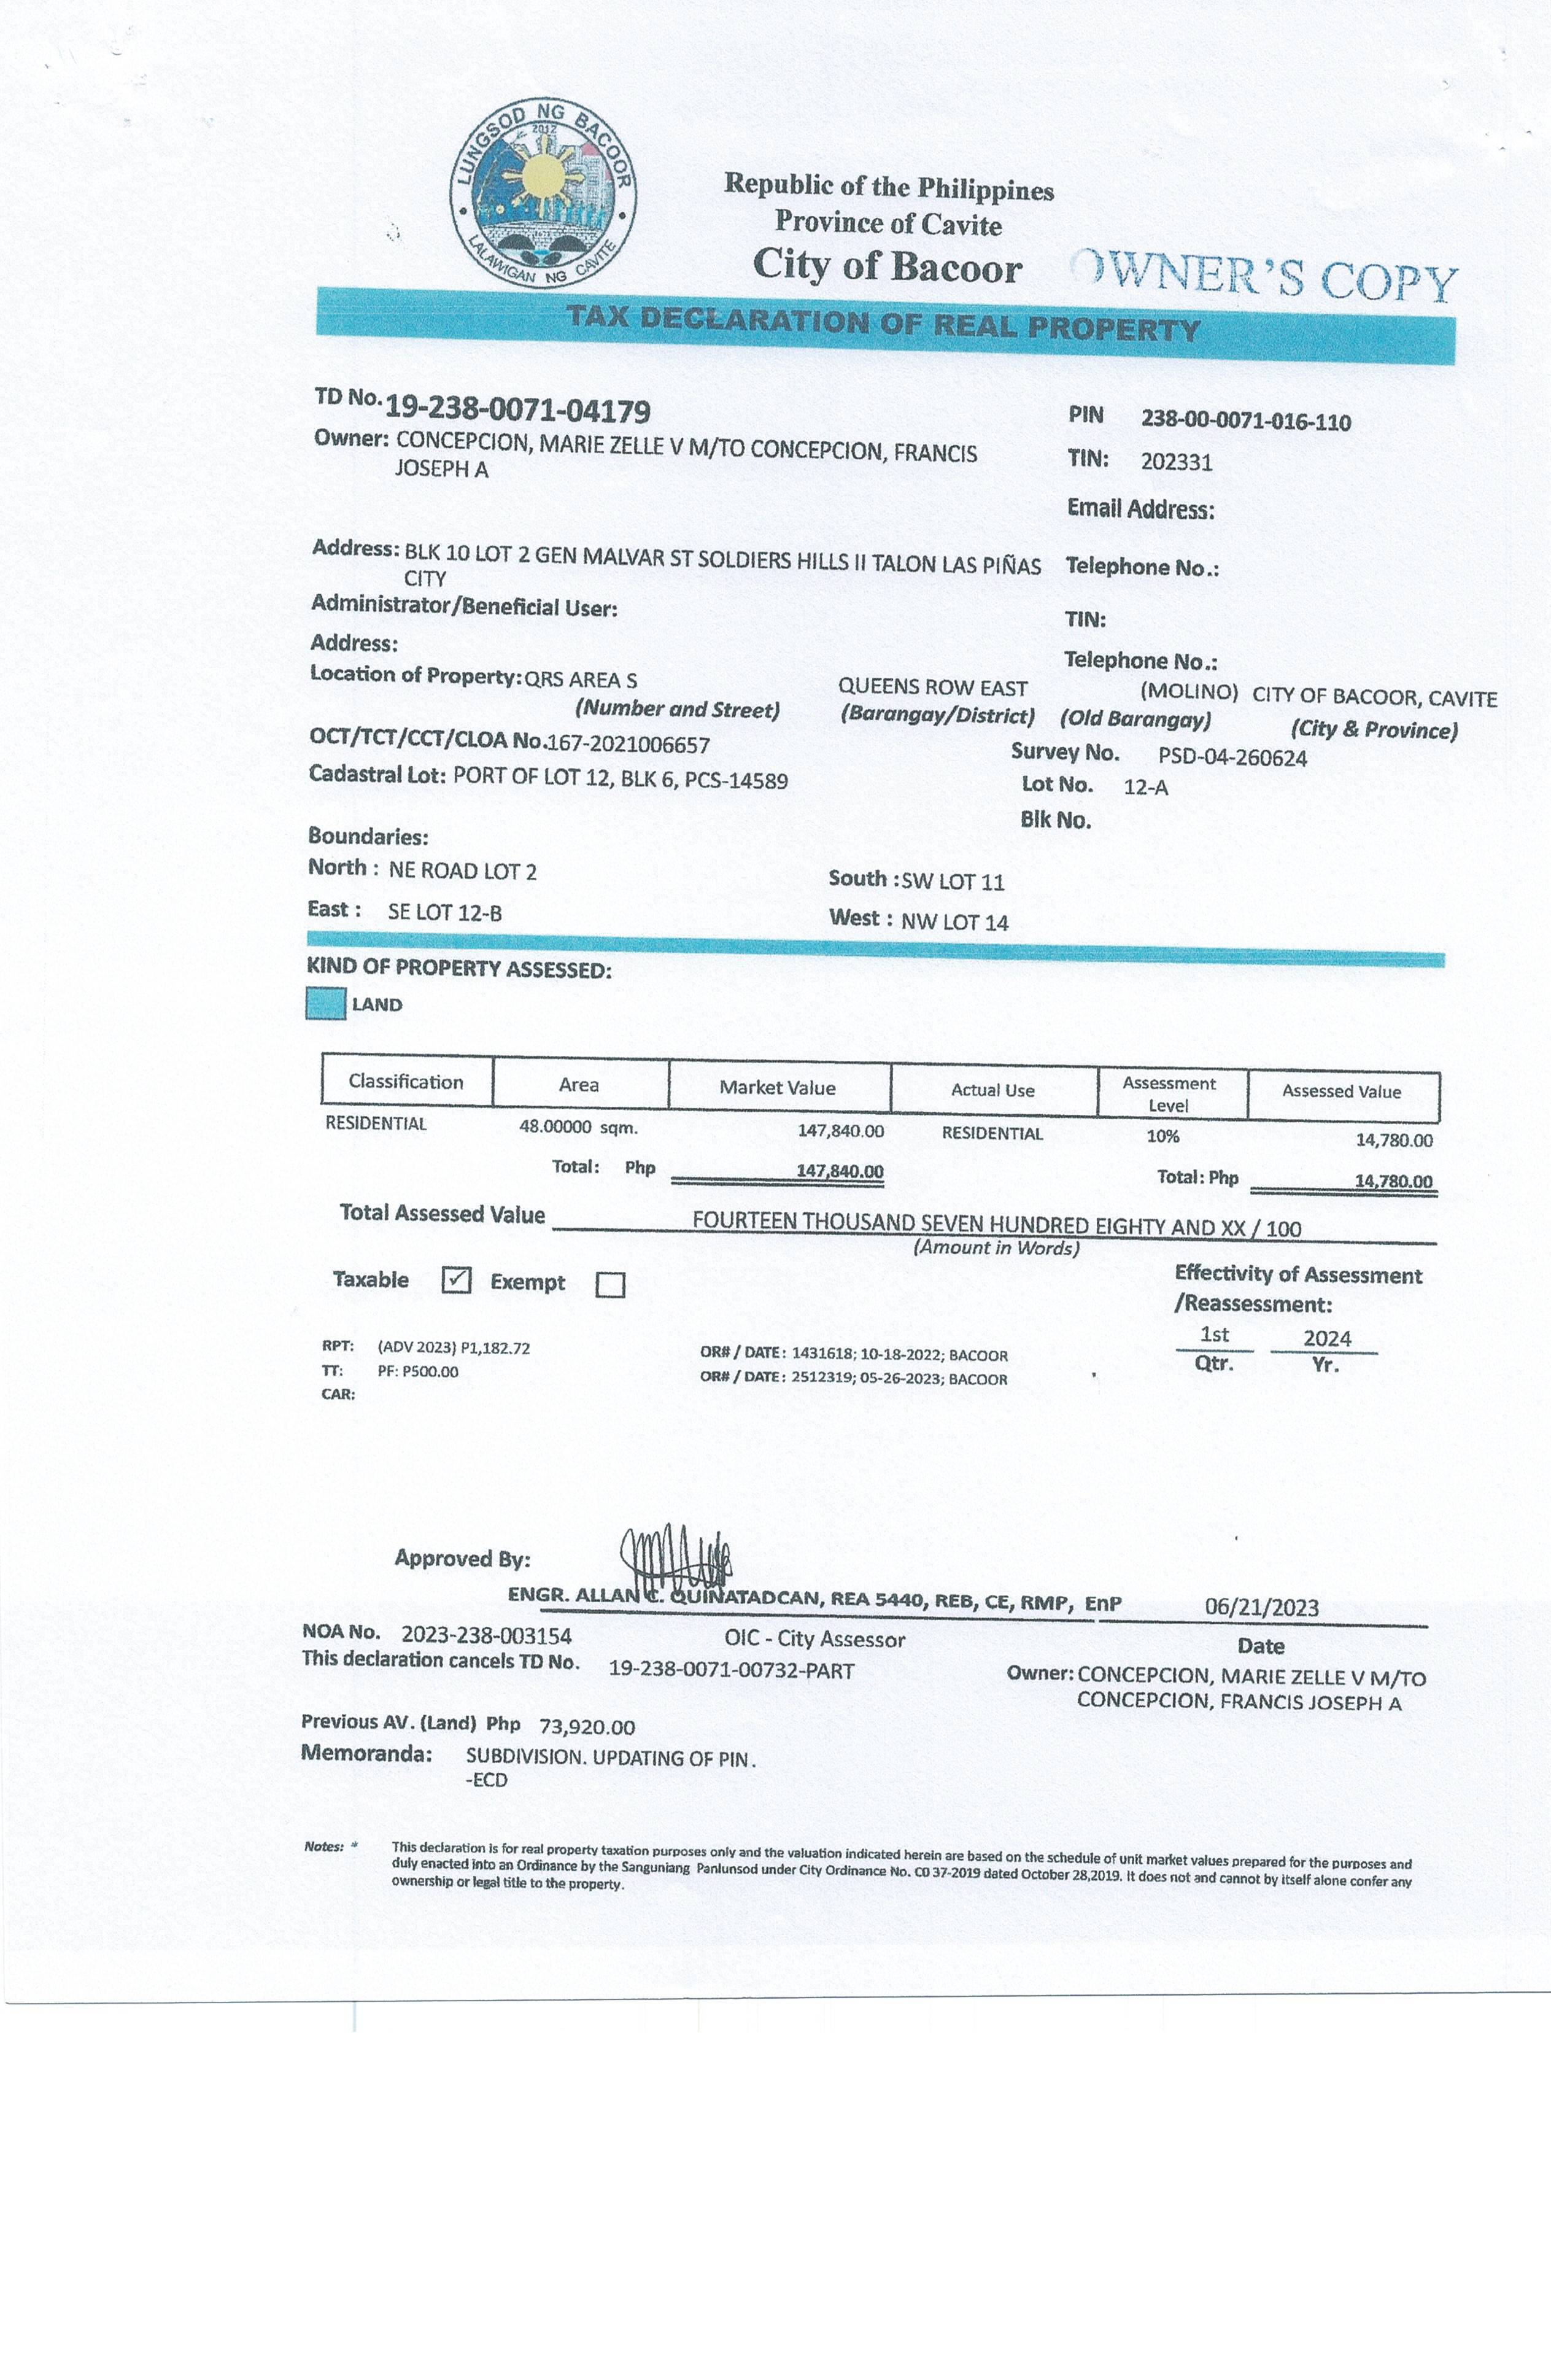 LUNGSOD NG BACOOR
2012
LALAWIGAN NG CAVITE
Republic of the Philippines
Province of Cavite
City of Bacoor
OWNER'S COPY
TAX DECLARATION OF REAL PROPERTY
TD No. 19-238-0071-04179 PIN 238-00-0071-016-110
Owner: CONCEPCION, MARIE ZELLE V M/TO CONCEPCION, FRANCIS
JOSEPH A
TIN: 202331
Email Address:
Address: BLK 10 LOT 2 GEN MALVAR ST SOLDIERS HILLS II TALON LAS PIÑAS Telephone No.:
CITY
Administrator/Beneficial User: TIN:
Address: Telephone No.:
Location of Property: QRS AREA S QUEENS ROW EAST (MOLINO) CITY OF BACOOR, CAVITE
(Number and Street) (Barangay/District) (Old Barangay) (City & Province)
OCT/TCT/CCT/CLOA No. 167-2021006657 Survey No. PSD-04-260624
Cadastral Lot: PORT OF LOT 12, BLK 6, PCS-14589 Lot No. 12-A
Blk No.
Boundaries:
North : NE ROAD LOT 2 South : SW LOT 11
East : SE LOT 12-B West : NW LOT 14
KIND OF PROPERTY ASSESSED:
LAND
Classification Area Market Value Actual Use Assessment Level Assessed Value
RESIDENTIAL 48.00000 sqm. 147,840.00 RESIDENTIAL 10% 14,780.00
Total: Php 147,840.00 Total: Php 14,780.00
Total Assessed Value FOURTEEN THOUSAND SEVEN HUNDRED EIGHTY AND XX / 100
(Amount in Words)
Taxable ✓ Exempt
Effectivity of Assessment
/Reassessment:
1st 2024
Qtr. Yr.
RPT: (ADV 2023) P1,182.72 OR# / DATE: 1431618; 10-18-2022; BACOOR
TT: PF: P500.00 OR# / DATE: 2512319; 05-26-2023; BACOOR
CAR:
Approved By:
ENGR. ALLAN C. QUINATADCAN, REA 5440, REB, CE, RMP, EnP 06/21/2023
OIC - City Assessor Date
NOA No. 2023-238-003154
This declaration cancels TD No. 19-238-0071-00732-PART
Owner: CONCEPCION, MARIE ZELLE V M/TO
CONCEPCION, FRANCIS JOSEPH A
Previous AV. (Land) Php 73,920.00
Memoranda: SUBDIVISION. UPDATING OF PIN.
-ECD
Notes: * This declaration is for real property taxation purposes only and the valuation indicated herein are based on the schedule of unit market values prepared for the purposes and
duly enacted into an Ordinance by the Sanguniang Panlunsod under City Ordinance No. CO 37-2019 dated October 28,2019. It does not and cannot by itself alone confer any
ownership or legal title to the property.